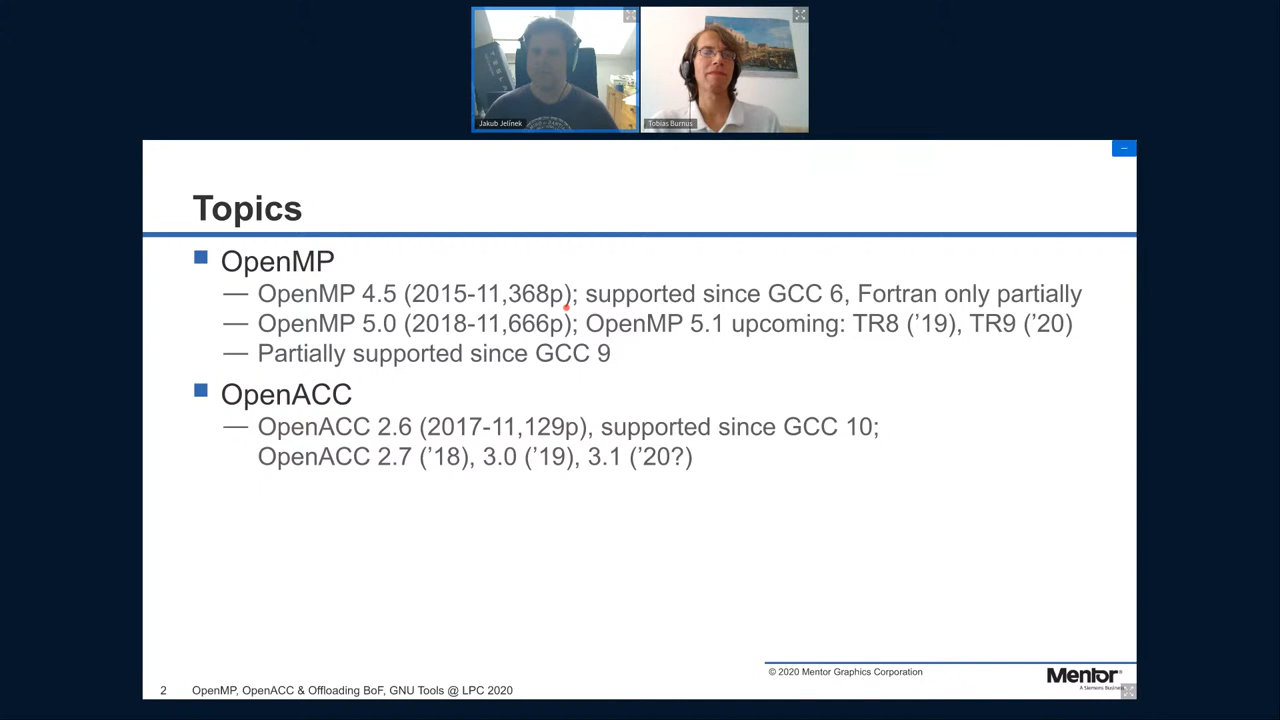 Jakub Jelínek
Tobias Burnus
Topics
OpenMP
— OpenMP 4.5 (2015-11,368p); supported since GCC 6, Fortran only partially
— OpenMP 5.0 (2018-11,666p); OpenMP 5.1 upcoming: TR8 (’19), TR9 (’20)
— Partially supported since GCC 9
OpenACC
— OpenACC 2.6 (2017-11,129p), supported since GCC 10;
OpenACC 2.7 (’18), 3.0 (’19), 3.1 (’20?)
© 2020 Mentor Graphics Corporation
Mentor®
A Siemens Business
2 OpenMP, OpenACC & Offloading BoF, GNU Tools @ LPC 2020